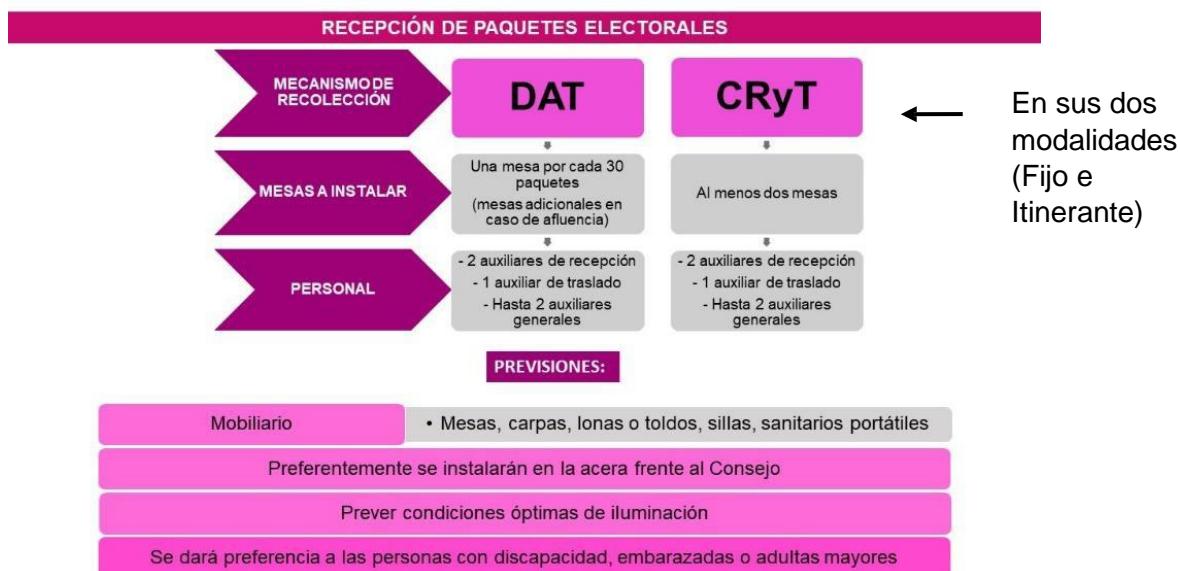 RECEPCIÓN DE PAQUETES ELECTORALES
MECANISMO DE
RECOLECCIÓN
DAT
CRyT
En sus dos
modalidades
(Fijo e
Itinerante)
MESAS A INSTALAR
Una mesa por cada 30
paquetes
(mesas adicionales en
caso de afluencia)
Al menos dos mesas
PERSONAL
- 2 auxiliares de recepción
- 1 auxiliar de traslado
- Hasta 2 auxiliares
generales
- 2 auxiliares de recepción
- 1 auxiliar de traslado
- Hasta 2 auxiliares
generales
PREVISIONES:
Mobiliario
• Mesas, carpas, lonas o toldos, sillas, sanitarios portátiles
Preferentemente se instalarán en la acera frente al Consejo
Prever condiciones óptimas de iluminación
Se dará preferencia a las personas con discapacidad, embarazadas o adultas mayores